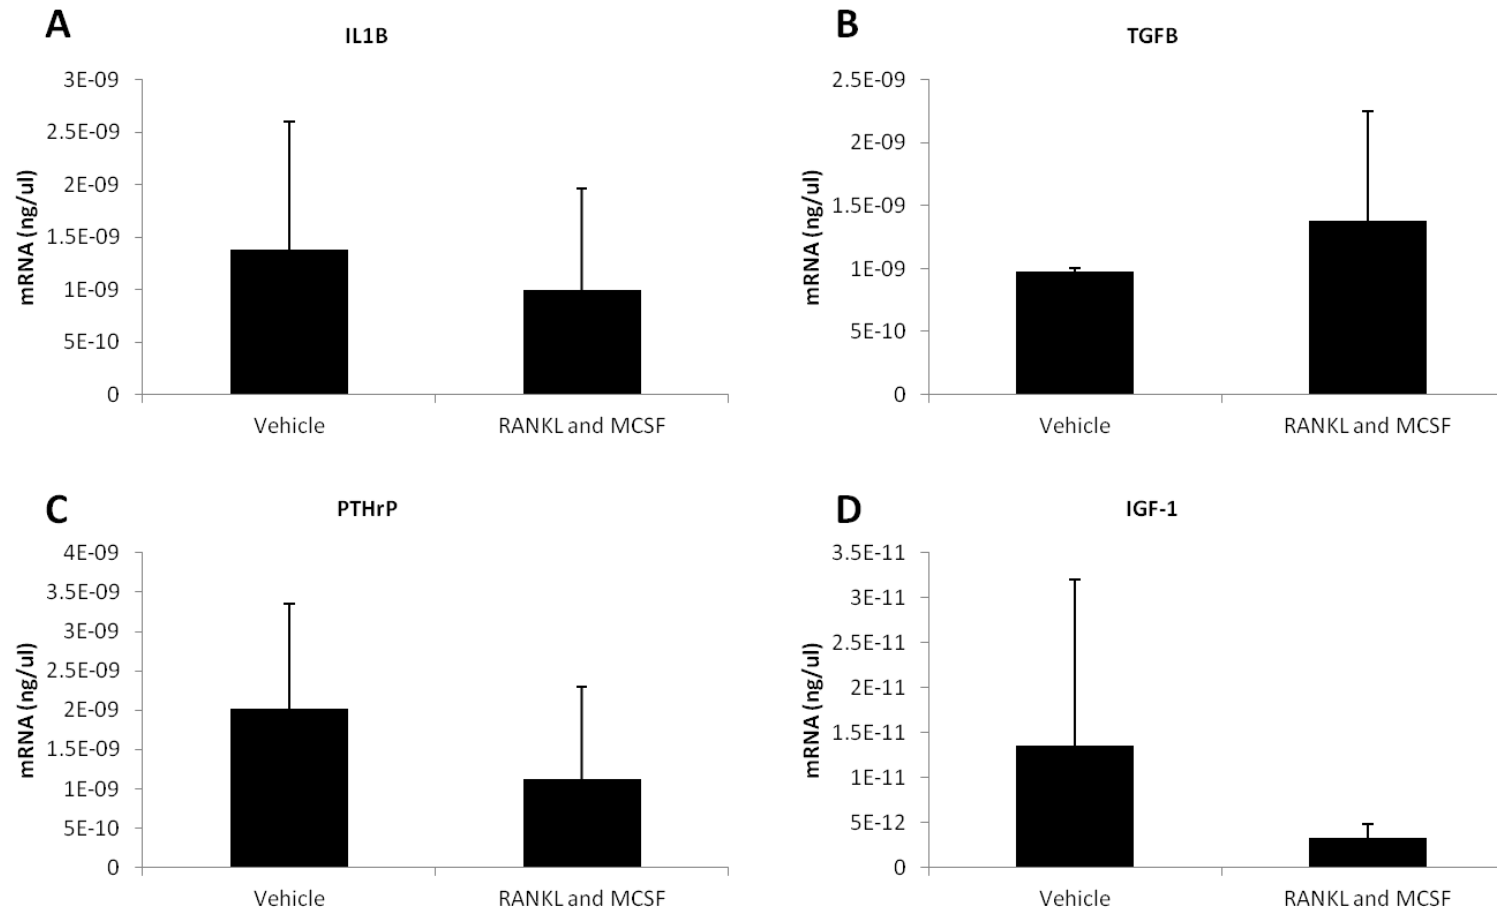 A
IL1B
3E-09
2.5E-09
2E-09
1.5E-09
1E-09
5E-10
0
mRNA (ng/ul)
Vehicle
RANKL and MCSF
B
TGFB
2.5E-09
2E-09
1.5E-09
1E-09
5E-10
0
mRNA (ng/ul)
Vehicle
RANKL and MCSF
C
PTHrP
4E-09
3.5E-09
3E-09
2.5E-09
2E-09
1.5E-09
1E-09
5E-10
0
mRNA (ng/ul)
Vehicle
RANKL and MCSF
D
IGF-1
3.5E-11
3E-11
2.5E-11
2E-11
1.5E-11
1E-11
5E-12
0
mRNA (ng/ul)
Vehicle
RANKL and MCSF